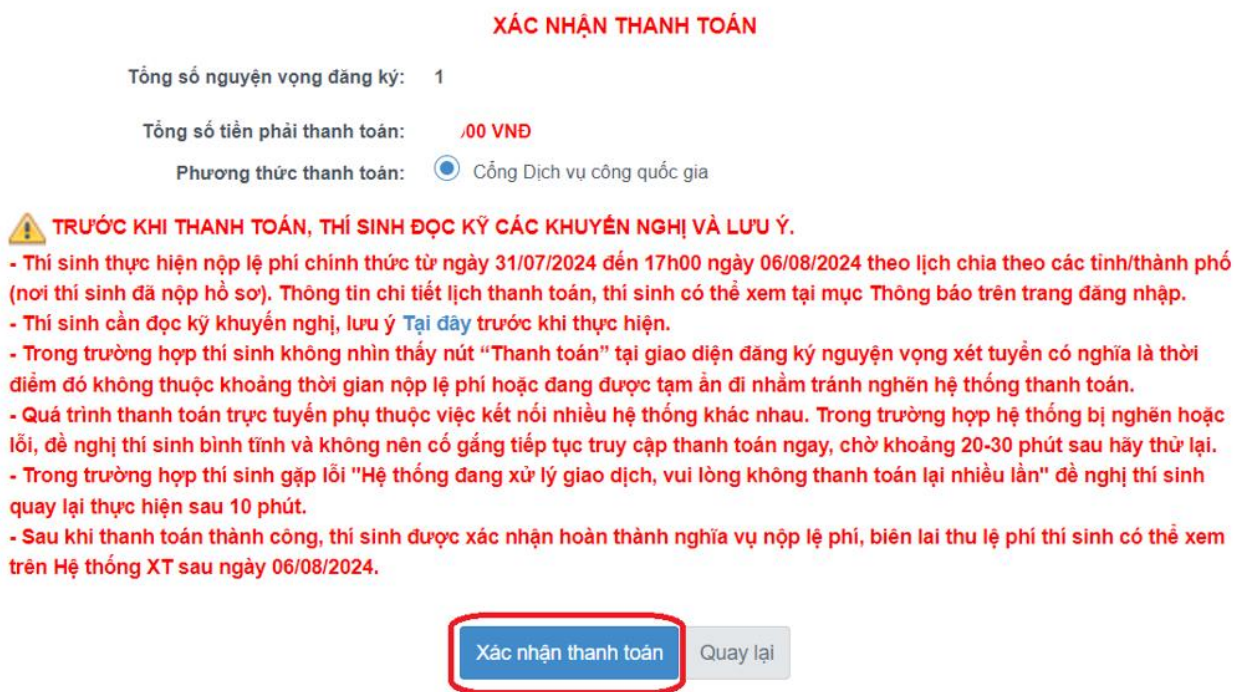 XÁC NHẬN THANH TOÁN
Tổng số nguyện vọng đăng ký: 1
Tổng số tiền phải thanh toán: 00 VNĐ
Phương thức thanh toán: Cổng Dịch vụ công quốc gia
TRƯỚC KHI THANH TOÁN, THÍ SINH ĐỌC KỸ CÁC KHUYẾN NGHỊ VÀ LƯU Ý.
- Thí sinh thực hiện nộp lệ phí chính thức từ ngày 31/07/2024 đến 17h00 ngày 06/08/2024 theo lịch chia theo các tỉnh/thành phố
(nơi thí sinh đã nộp hồ sơ). Thông tin chi tiết lịch thanh toán, thí sinh có thể xem tại mục Thông báo trên trang đăng nhập.
- Thí sinh cần đọc kỹ khuyến nghị, lưu ý Tại đây trước khi thực hiện.
- Trong trường hợp thí sinh không nhìn thấy nút “Thanh toán” tại giao diện đăng ký nguyện vọng xét tuyển có nghĩa là thời
điểm đó không thuộc khoảng thời gian nộp lệ phí hoặc đang được tạm ẩn đi nhằm tránh nghẽn hệ thống thanh toán.
- Quá trình thanh toán trực tuyến phụ thuộc việc kết nối nhiều hệ thống khác nhau. Trong trường hợp hệ thống bị nghẽn hoặc
lỗi, đề nghị thí sinh bình tĩnh và không nên cố gắng tiếp tục truy cập thanh toán ngay, chờ khoảng 20-30 phút sau hãy thử lại.
- Trong trường hợp thí sinh gặp lỗi "Hệ thống đang xử lý giao dịch, vui lòng không thanh toán lại nhiều lần" đề nghị thí sinh
quay lại thực hiện sau 10 phút.
- Sau khi thanh toán thành công, thí sinh được xác nhận hoàn thành nghĩa vụ nộp lệ phí, biên lai thu lệ phí thí sinh có thể xem
trên Hệ thống XT sau ngày 06/08/2024.
Xác nhận thanh toán Quay lại